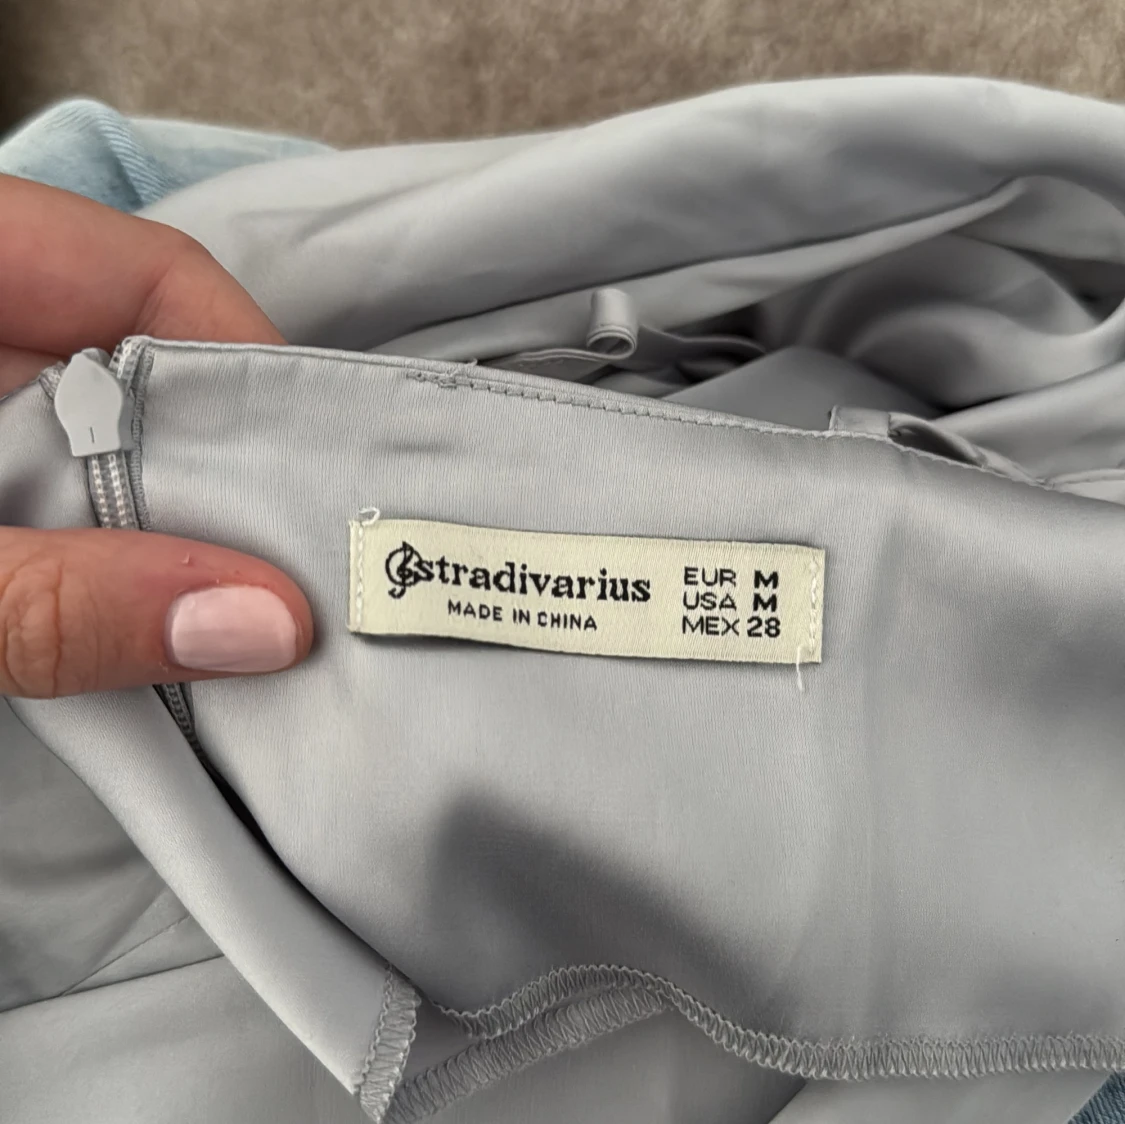 stradivarius
MADE IN CHINA
EUR M
USA M
MEX 28